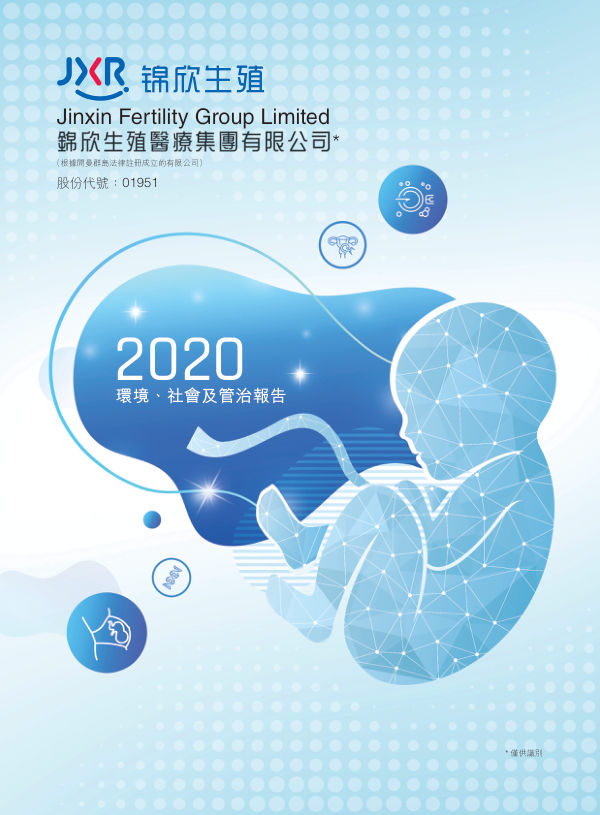 JXR 锦欣生殖
Jinxin Fertility Group Limited
錦欣生殖醫療集團有限公司*
（根據開曼群島法律註冊成立的有限公司）
股份代號：01951
2020
環境、社會及管治報告
* 僅供識別